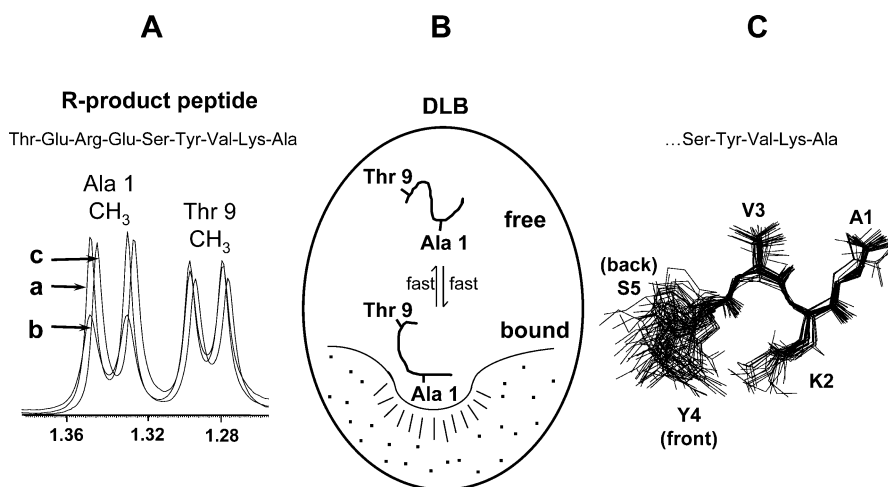 A
B
C
R-product peptide
Thr-Glu-Arg-Glu-Ser-Tyr-Val-Lys-Ala
Ala 1
CH3
Thr 9
CH3
c
a
b
1.36
1.32
1.28
DLB
Thr 9
Ala 1
free
fast
fast
Thr 9
bound
Ala 1
...Ser-Tyr-Val-Lys-Ala
V3
A1
(back)
S5
K2
Y4
(front)